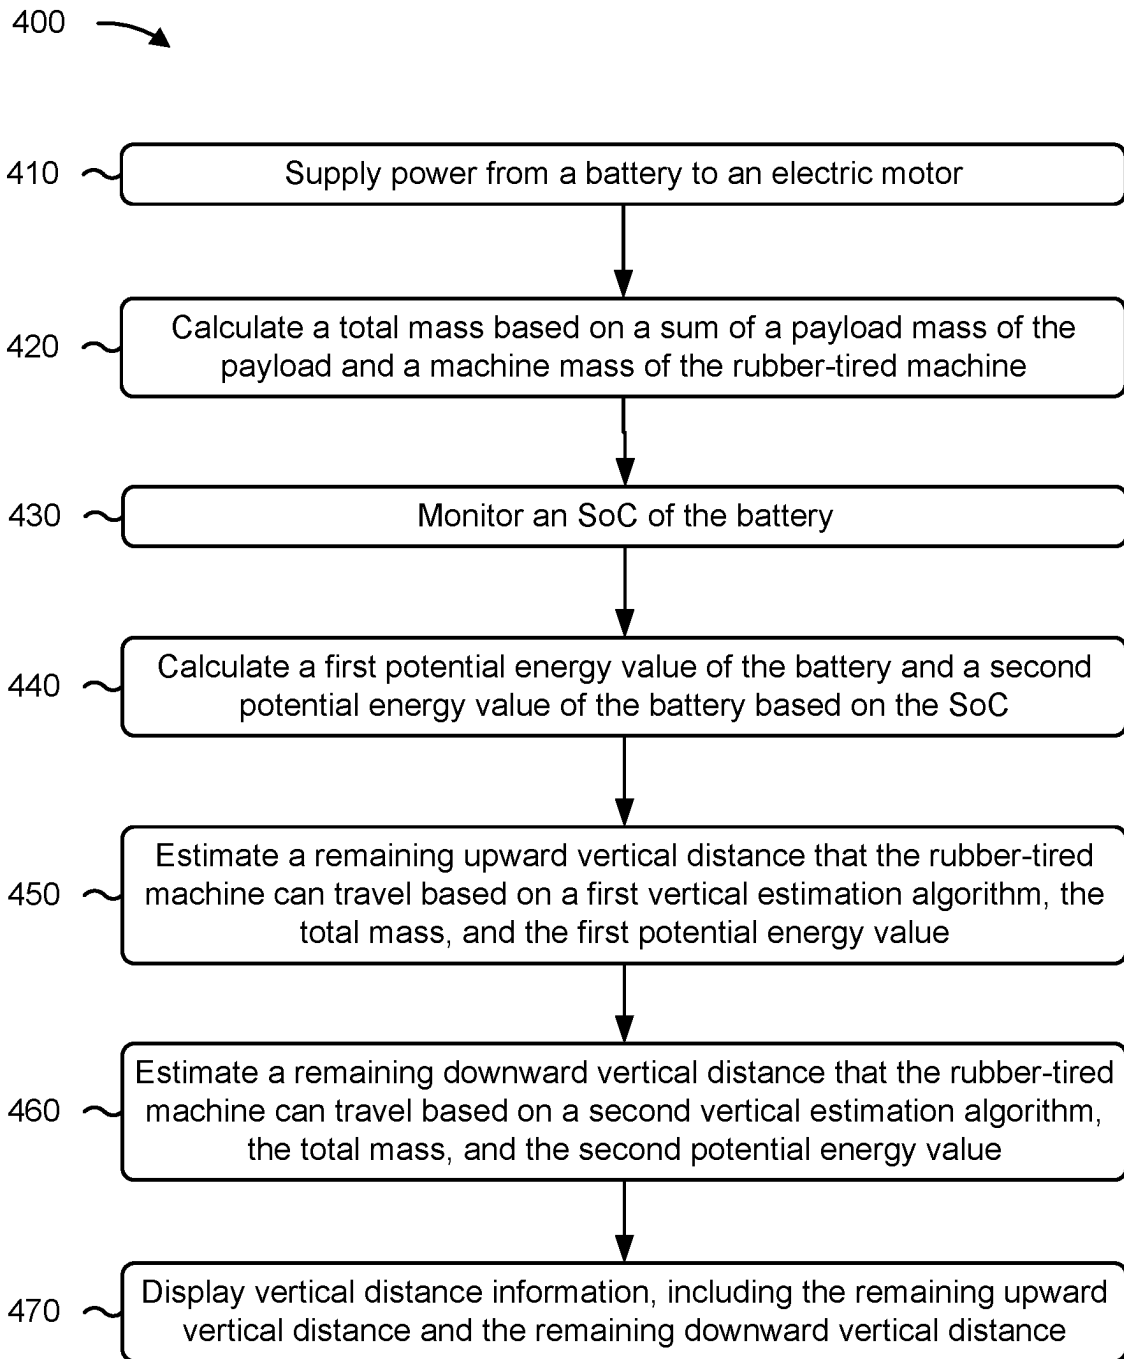 400
410
Supply power from a battery to an electric motor
420
Calculate a total mass based on a sum of a payload mass of the
payload and a machine mass of the rubber-tired machine
430
Monitor an SoC of the battery
440
Calculate a first potential energy value of the battery and a second
potential energy value of the battery based on the SoC
450
Estimate a remaining upward vertical distance that the rubber-tired
machine can travel based on a first vertical estimation algorithm, the
total mass, and the first potential energy value
460
Estimate a remaining downward vertical distance that the rubber-tired
machine can travel based on a second vertical estimation algorithm,
the total mass, and the second potential energy value
470
Display vertical distance information, including the remaining upward
vertical distance and the remaining downward vertical distance